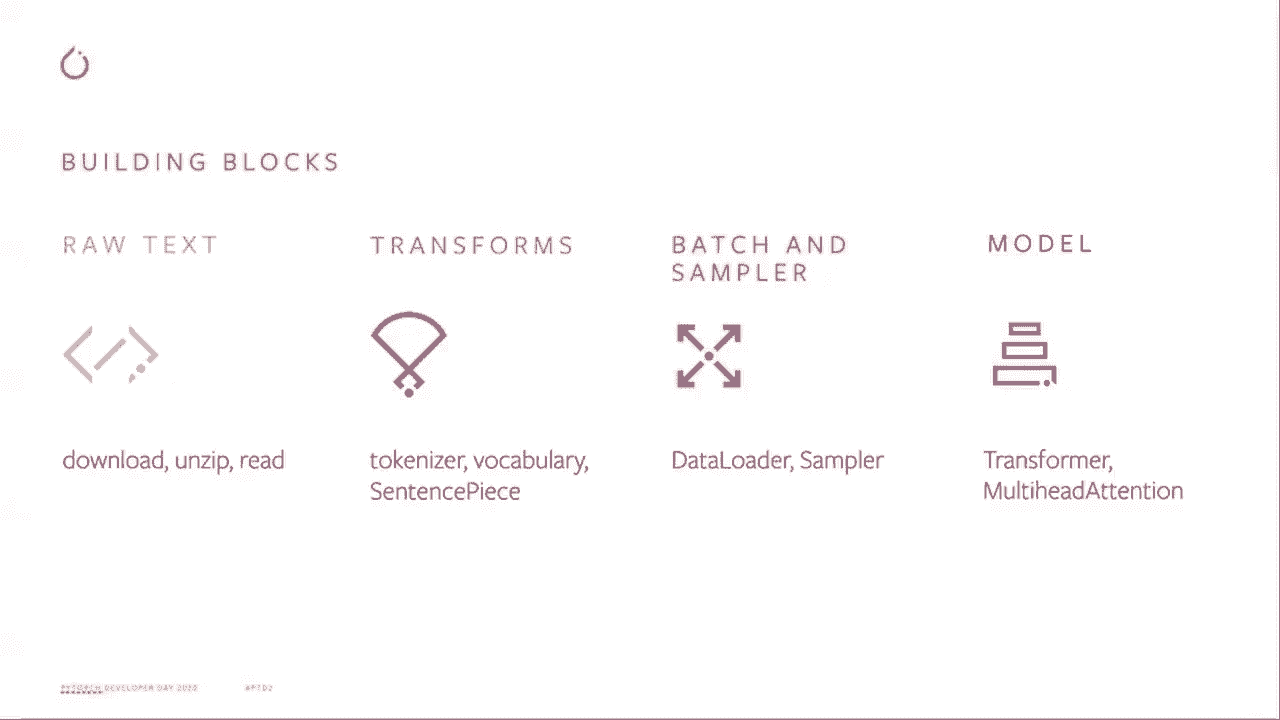 BUILDING BLOCKS
RAW TEXT
download, unzip, read
TRANSFORMS
tokenizer, vocabulary,
SentencePiece
BATCH AND
SAMPLER
DataLoader, Sampler
MODEL
Transformer,
MultiheadAttention
PYTORCH DEVELOPER DAY 2020
#PTD2